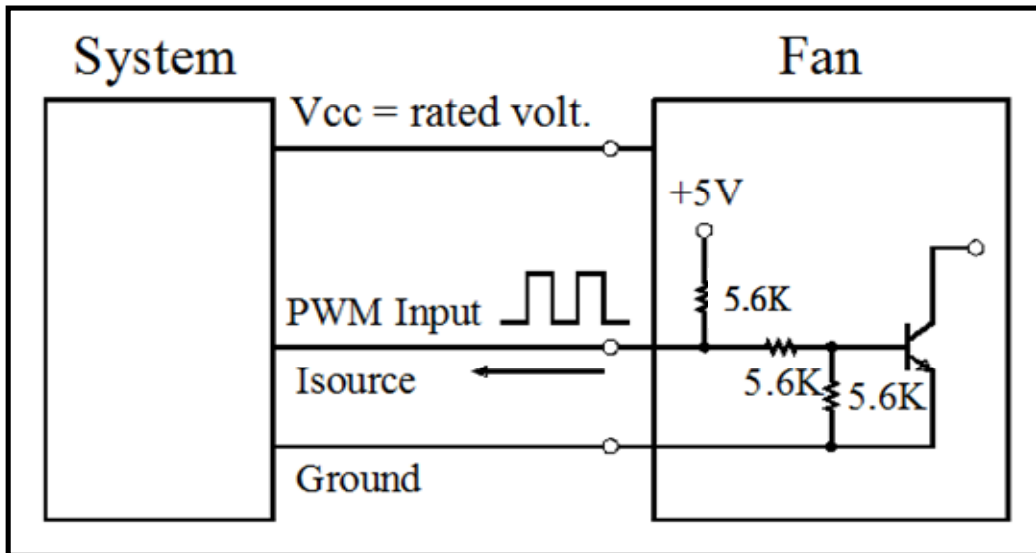 System
Fan
Vcc = rated volt.
+5V
5.6K
PWM Input
Isource
5.6K
5.6K
Ground